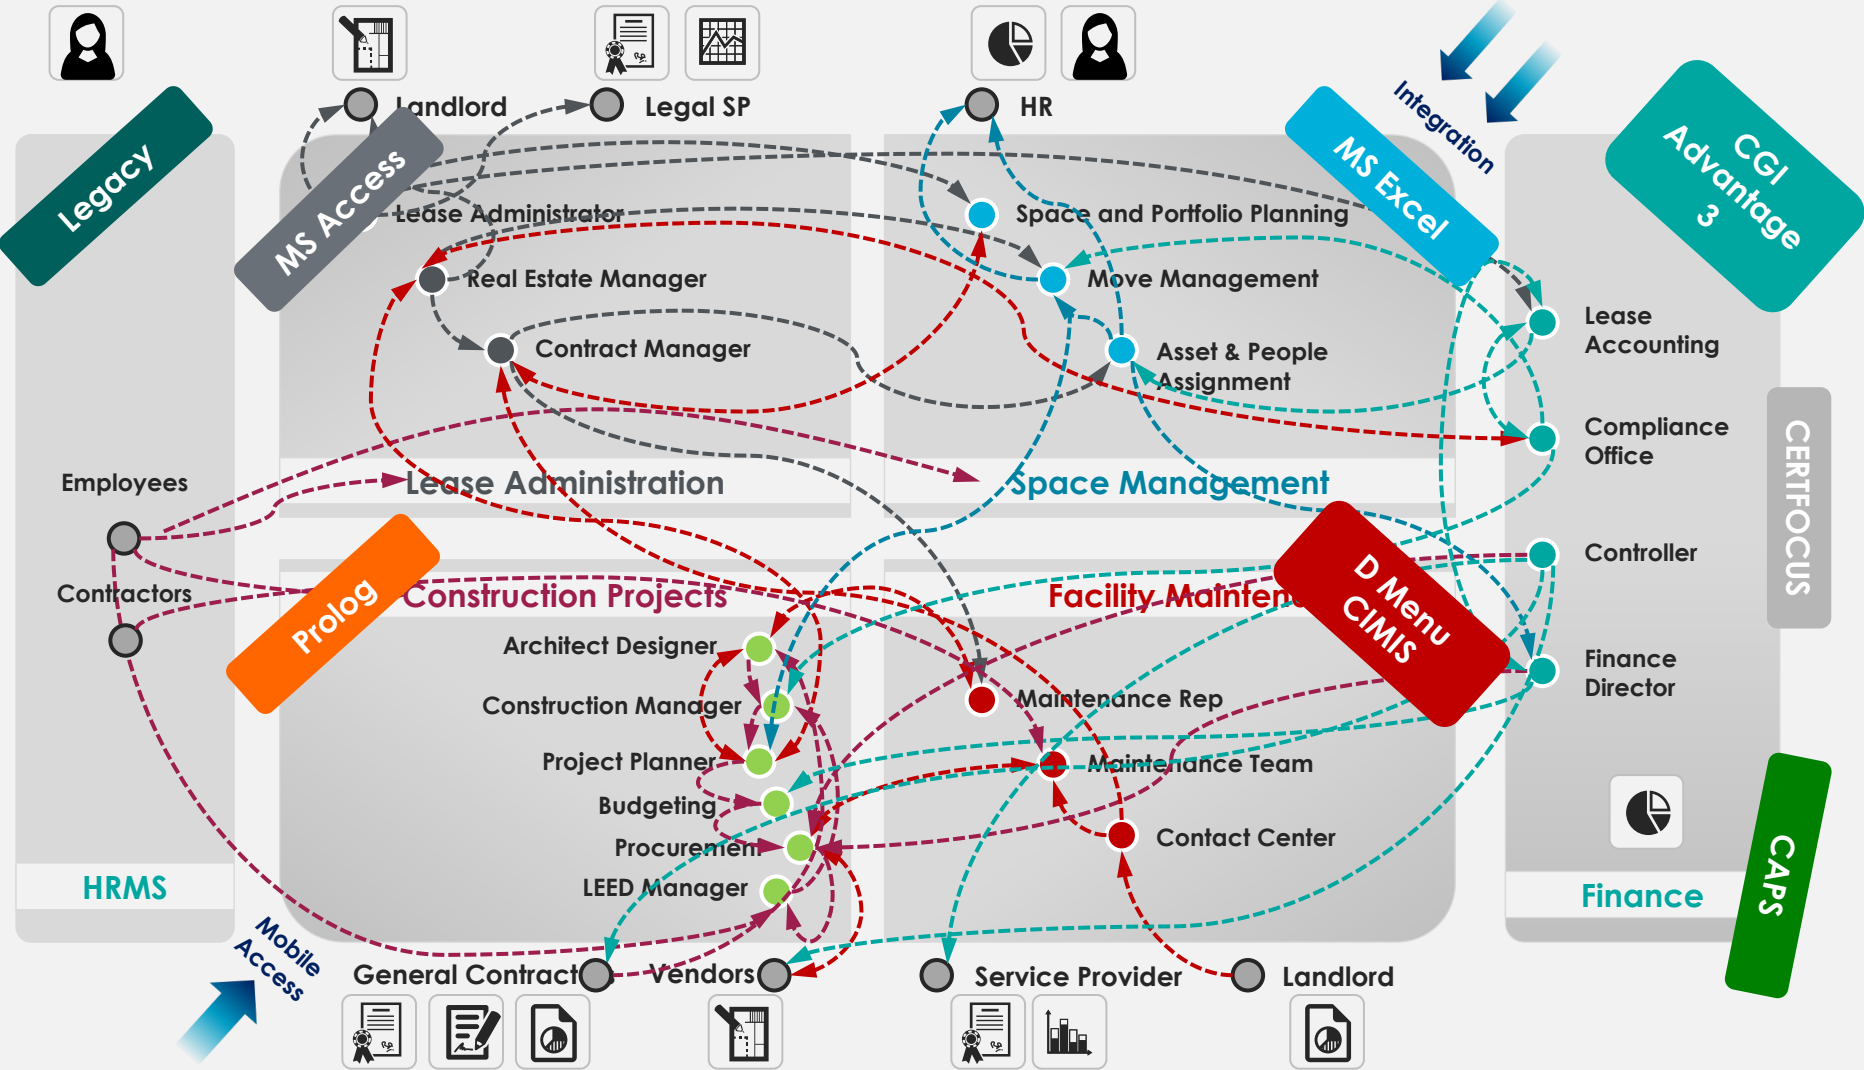 Landlord
Legal SP
HR
Integration
Legacy
MS Access
MS Excel
CGI
Advantage
3
Lease Administrator
Space and Portfolio Planning
Real Estate Manager
Move Management
Contract Manager
Asset & People
Assignment
Lease
Accounting
Compliance
Office
CERTFOCUS
Employees
Lease Administration
Space Management
Controller
Contractors
Prolog
Construction Projects
Facility Mainten
D Menu
CIMIS
Architect Designer
Construction Manager
Maintenance Rep
Finance
Director
Project Planner
Maintenance Team
Budgeting
Procurement
Contact Center
LEED Manager
HRMS
Finance
CAPS
Mobile
Access
General Contractors
Vendors
Service Provider
Landlord